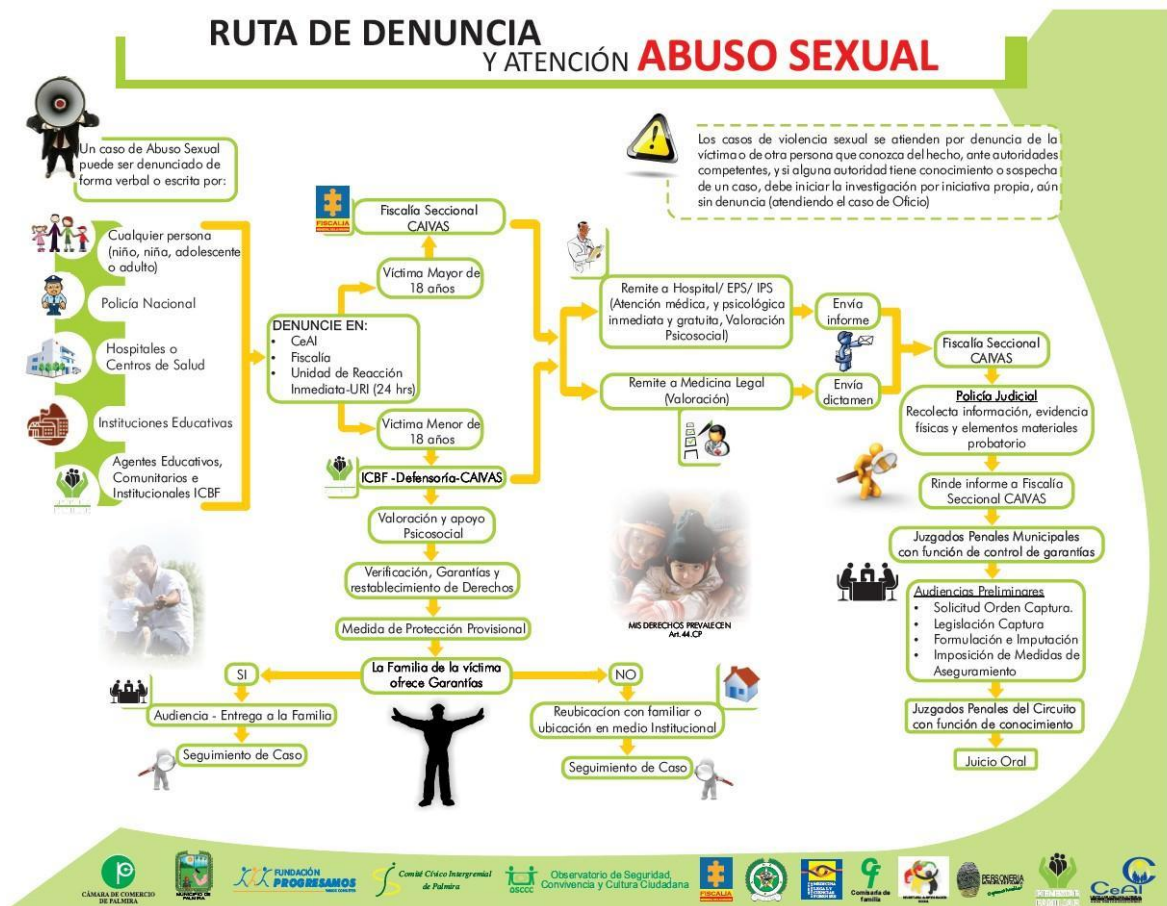 RUTA DE DENUNCIA
Y ATENCIÓN ABUSO SEXUAL
Un caso de Abuso Sexual
puede ser denunciado de
forma verbal o escrita por:
Los casos de violencia sexual se atienden por denuncia de la
víctima o de otra persona que conozca del hecho, ante autoridades
competentes, y si alguna autoridad tiene conocimiento o sospecha
de un caso, debe iniciar la investigación por iniciativa propia, aún
sin denuncia (atendiendo el caso de Oficio)
Cualquier persona
(niño, niña, adolescente
o adulto)
Policía Nacional
Hospitales o
Centros de Salud
Instituciones Educativas
Agentes Educativos,
Comunitarios e
Institucionales ICBF
DENUNCIE EN:
• CeAI
• Fiscalía
• Unidad de Reacción
Inmediata-URI (24 hrs)
FISCALIA
Fiscalía Seccional
CAIVAS
Víctima Mayor de
18 años
Victima Menor de
18 años
ICBF -Defensoría-CAIVAS
Valoración y apoyo
Psicosocial
Verificación, Garantías y
restablecimiento de Derechos
Medida de Protección Provisional
La Familia de la víctima
ofrece Garantías
SI
Audiencia - Entrega a la Familia
Seguimiento de Caso
NO
Reubicacíon con familiar o
ubicación en medio Institucional
Seguimiento de Caso
Remite a Hospital/ EPS/ IPS
(Atención médica, y psicológica
inmediata y gratuita, Valoración
Psicosocial)
Envía
informe
Remite a Medicina Legal
(Valoración)
Envía
dictamen
MIS DERECHOS PREVALECEN
Art. 44.CP
Fiscalía Seccional
CAIVAS
Policía Judicial
Recolecta información, evidencia
físicas y elementos materiales
probatorio
Rinde informe a Fiscalía
Seccional CAIVAS
Juzgados Penales Municipales
con función de control de garantías
Audiencias Preliminares
• Solicitud Orden Captura.
• Legislación Captura
• Formulación e Imputación
• Imposición de Medidas de
Aseguramiento
Juzgados Penales del Circuito
con función de conocimiento
Juicio Oral
CÁMARA DE COMERCIO
DE PALMIRA
MUNICIPIO DE
PALMIRA
FUNDACIÓN
PROGRESAMOS
Comité Cívico Intergremial
de Palmira
OSCCC
Observatorio de Seguridad,
Convivencia y Cultura Ciudadana
FISCALIA
Comisaría de
familia
PERSONERIA
CeAI